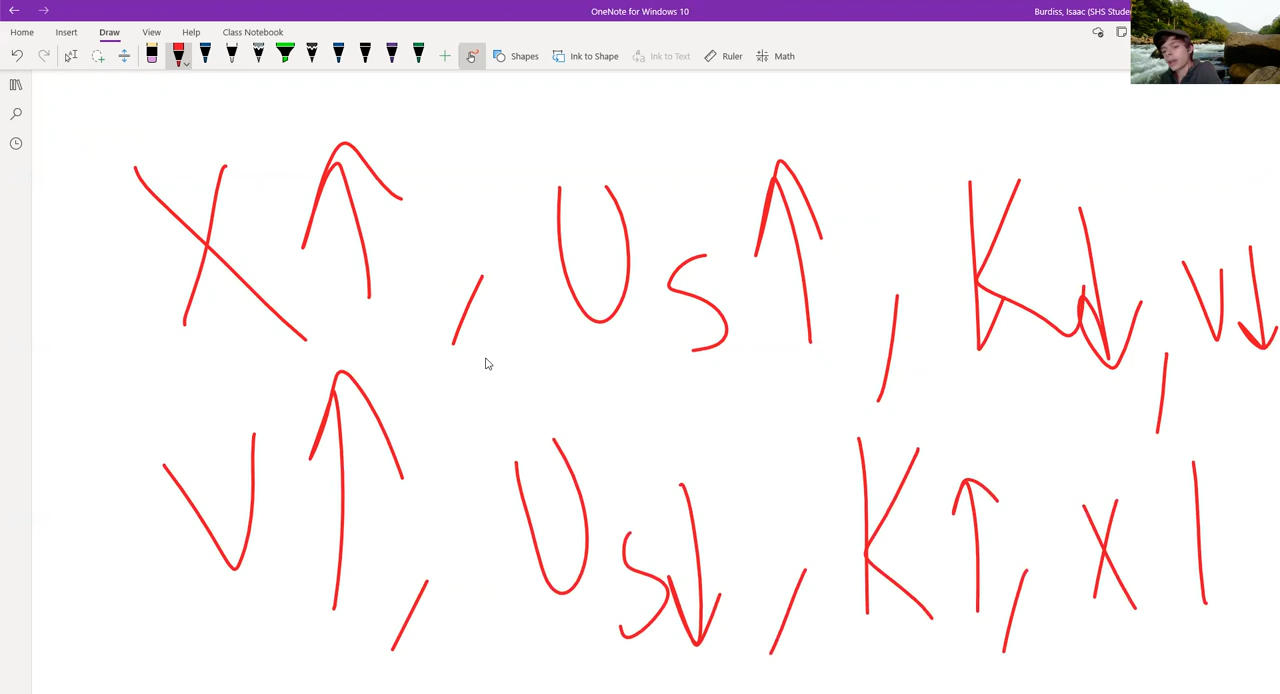 OneNote for Windows 10
Burdiss, Isaac (SHS Stude
Home Insert Draw View Help Class Notebook
Shapes Ink to Shape Ink to Text Ruler Math
X↑, Us↑, K↓, v↓
V↑, Us↓, K↑, x|